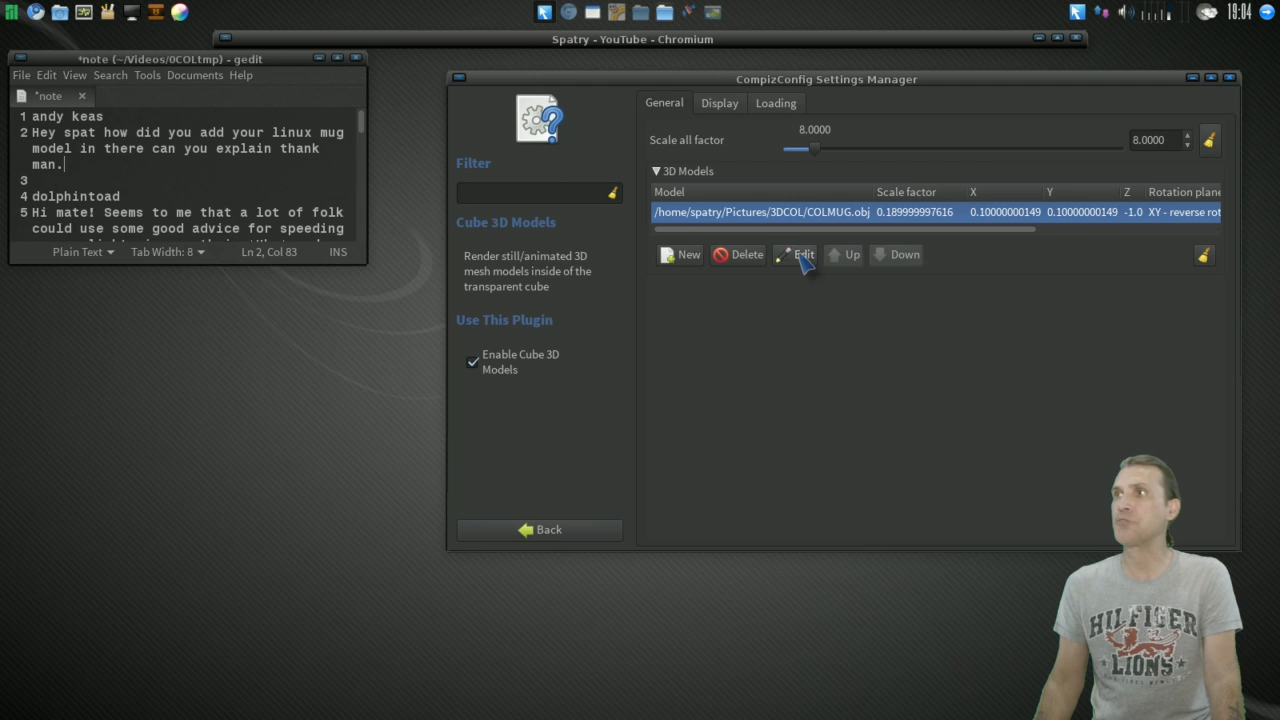 19:04
Spatry - YouTube - Chromium
*note (~/Videos/0COLtmp) - gedit
File Edit View Search Tools Documents Help
*note
1 andy keas
2 Hey spat how did you add your linux mug
model in there can you explain thank
man.
3
4 dolphintoad
5 Hi mate! Seems to me that a lot of folk
could use some good advice for speeding
Plain Text Tab Width: 8 Ln 2, Col 83 INS
CompizConfig Settings Manager
Filter
Cube 3D Models
Render still/animated 3D
mesh models inside of the
transparent cube
Use This Plugin
Enable Cube 3D
Models
Back
General Display Loading
8.0000
Scale all factor 8.0000
3D Models
Model Scale factor X Y Z Rotation plane
/home/spatry/Pictures/3DCOL/COLMUG.obj 0.189999997616 0.10000000149 0.10000000149 -1.0 XY - reverse rot
New Delete Edit Up Down
HILFIGER
LIONS